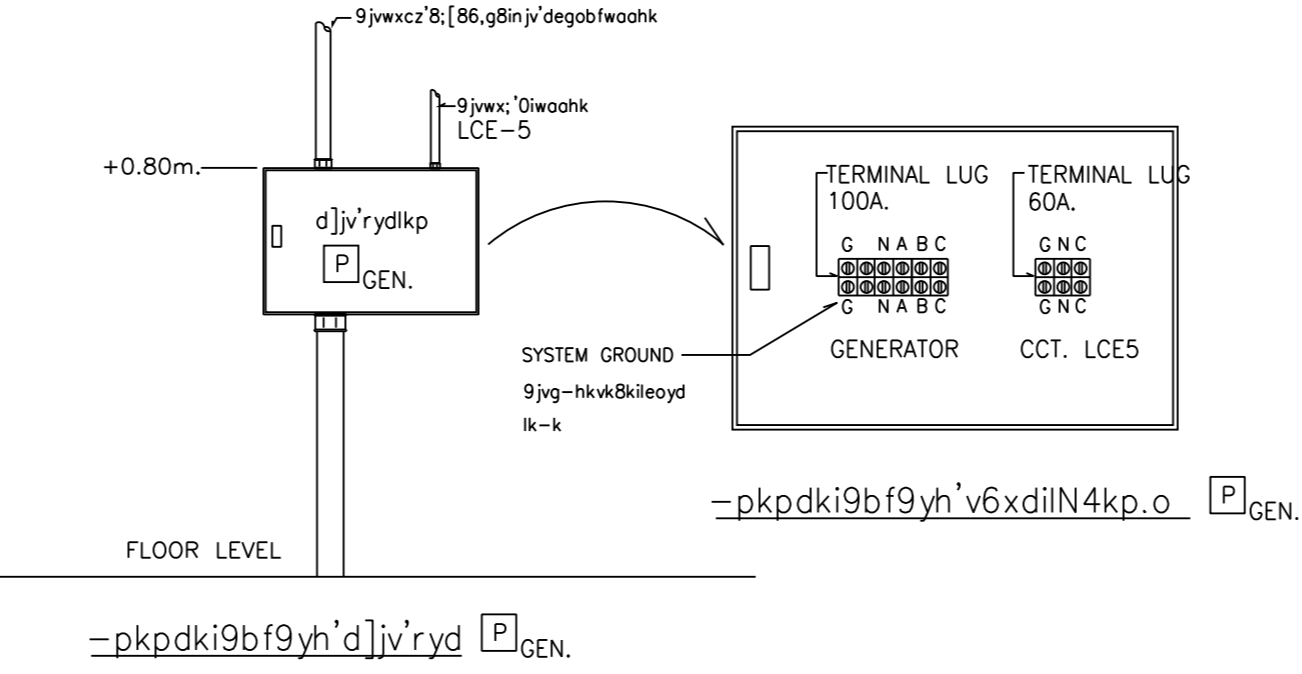 9jvwxcz'8;[86,g8injv'degobfwaahk
9jvwx;'0iwaahk
LCE-5
+0.80m.
d]jv'rydlkp
P GEN.
TERMINAL LUG
100A.
TERMINAL LUG
60A.
G N A B C
G N C
G N A B C
G N C
GENERATOR
CCT. LCE5
SYSTEM GROUND
9jvg-hkvk8kileoyd
lk-k
-pkpdki9bf9yh'v6xdilN4kp.o P GEN.
FLOOR LEVEL
-pkpdki9bf9yh'd]jv'ryd P GEN.